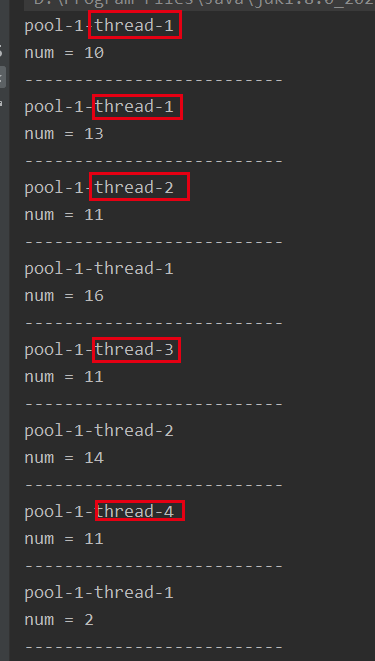 D:\Program Files\Java\jdk1.8.0_202
pool-1-thread-1
num = 10
---------------------------
pool-1-thread-1
num = 13
---------------------------
pool-1-thread-2
num = 11
---------------------------
pool-1-thread-1
num = 16
---------------------------
pool-1-thread-3
num = 11
---------------------------
pool-1-thread-2
num = 14
---------------------------
pool-1-thread-4
num = 11
---------------------------
pool-1-thread-1
num = 2
---------------------------